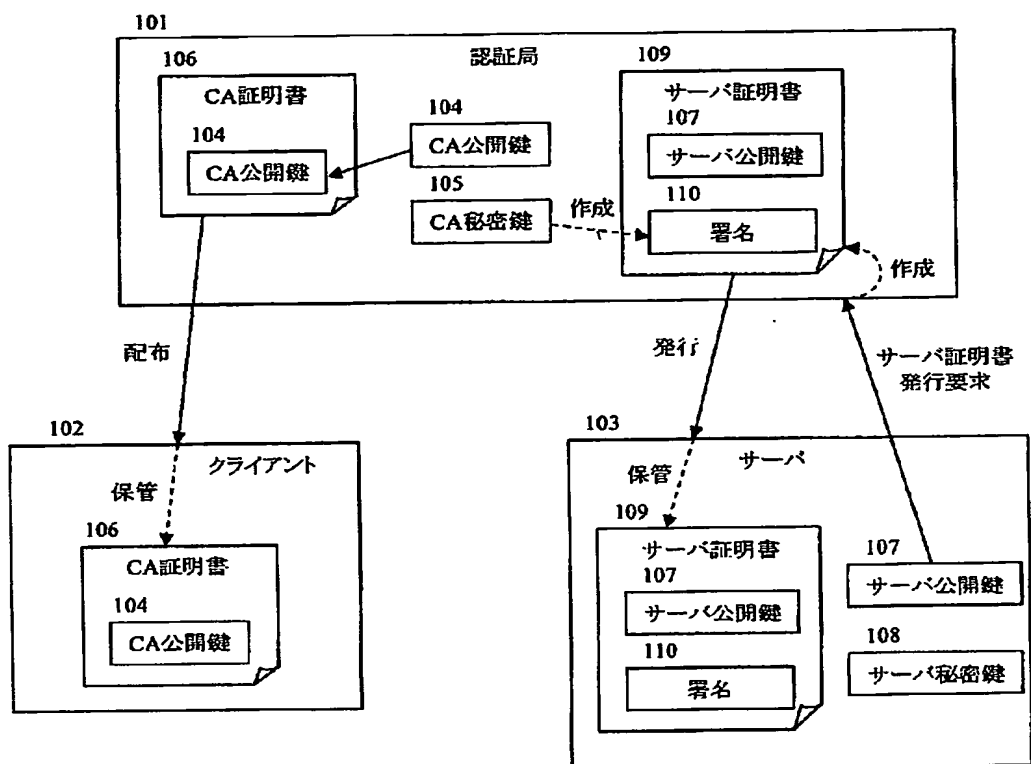 101
認証局
106
CA証明書
104
CA公開鍵
104
CA公開鍵
105
CA秘密鍵
作成
109
サーバ証明書
107
サーバ公開鍵
110
署名
作成
配布
発行
サーバ証明書
発行要求
102
クライアント
保管
106
CA証明書
104
CA公開鍵
103
サーバ
保管
109
サーバ証明書
107
サーバ公開鍵
110
署名
107
サーバ公開鍵
108
サーバ秘密鍵